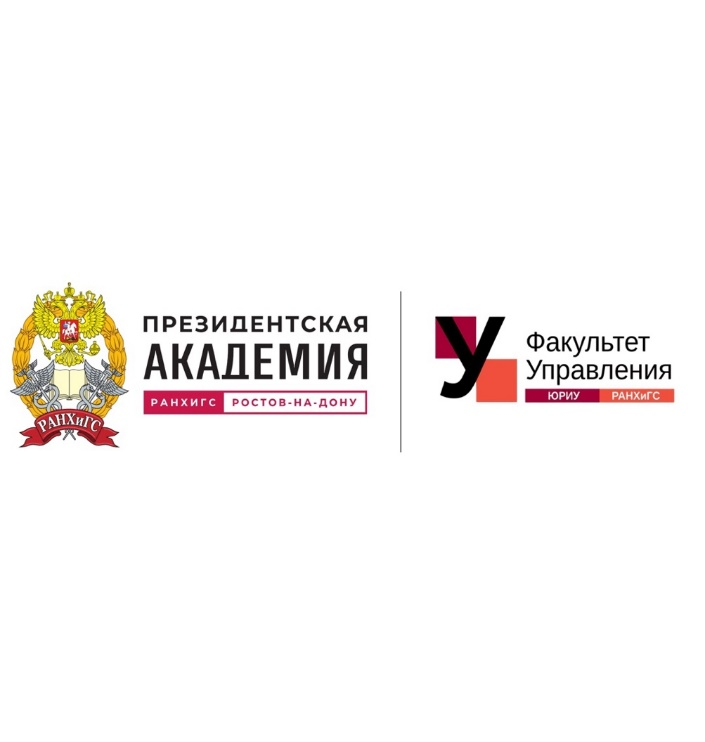 РАНХиГС
ПРЕЗИДЕНТСКАЯ
АКАДЕМИЯ
РАНХИГС РОСТОВ-НА-ДОНУ
У
Факультет
Управления
ЮРИУ РАНХиГС